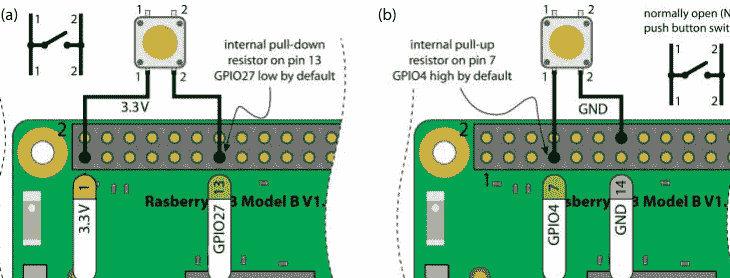 (a)
1 2
1 2
1 2
internal pull-down
resistor on pin 13
GPIO27 low by default
3.3V
2
1
3.3V
13
GPIO27
Rasberry 3 Model B V1.
(b)
1 2
1 2
internal pull-up
resistor on pin 7
GPIO4 high by default
normally open (N
push button swit
1 2
1 2
GND
2
1
7
GPIO4
14
GND
sberry 3 Model B V1.